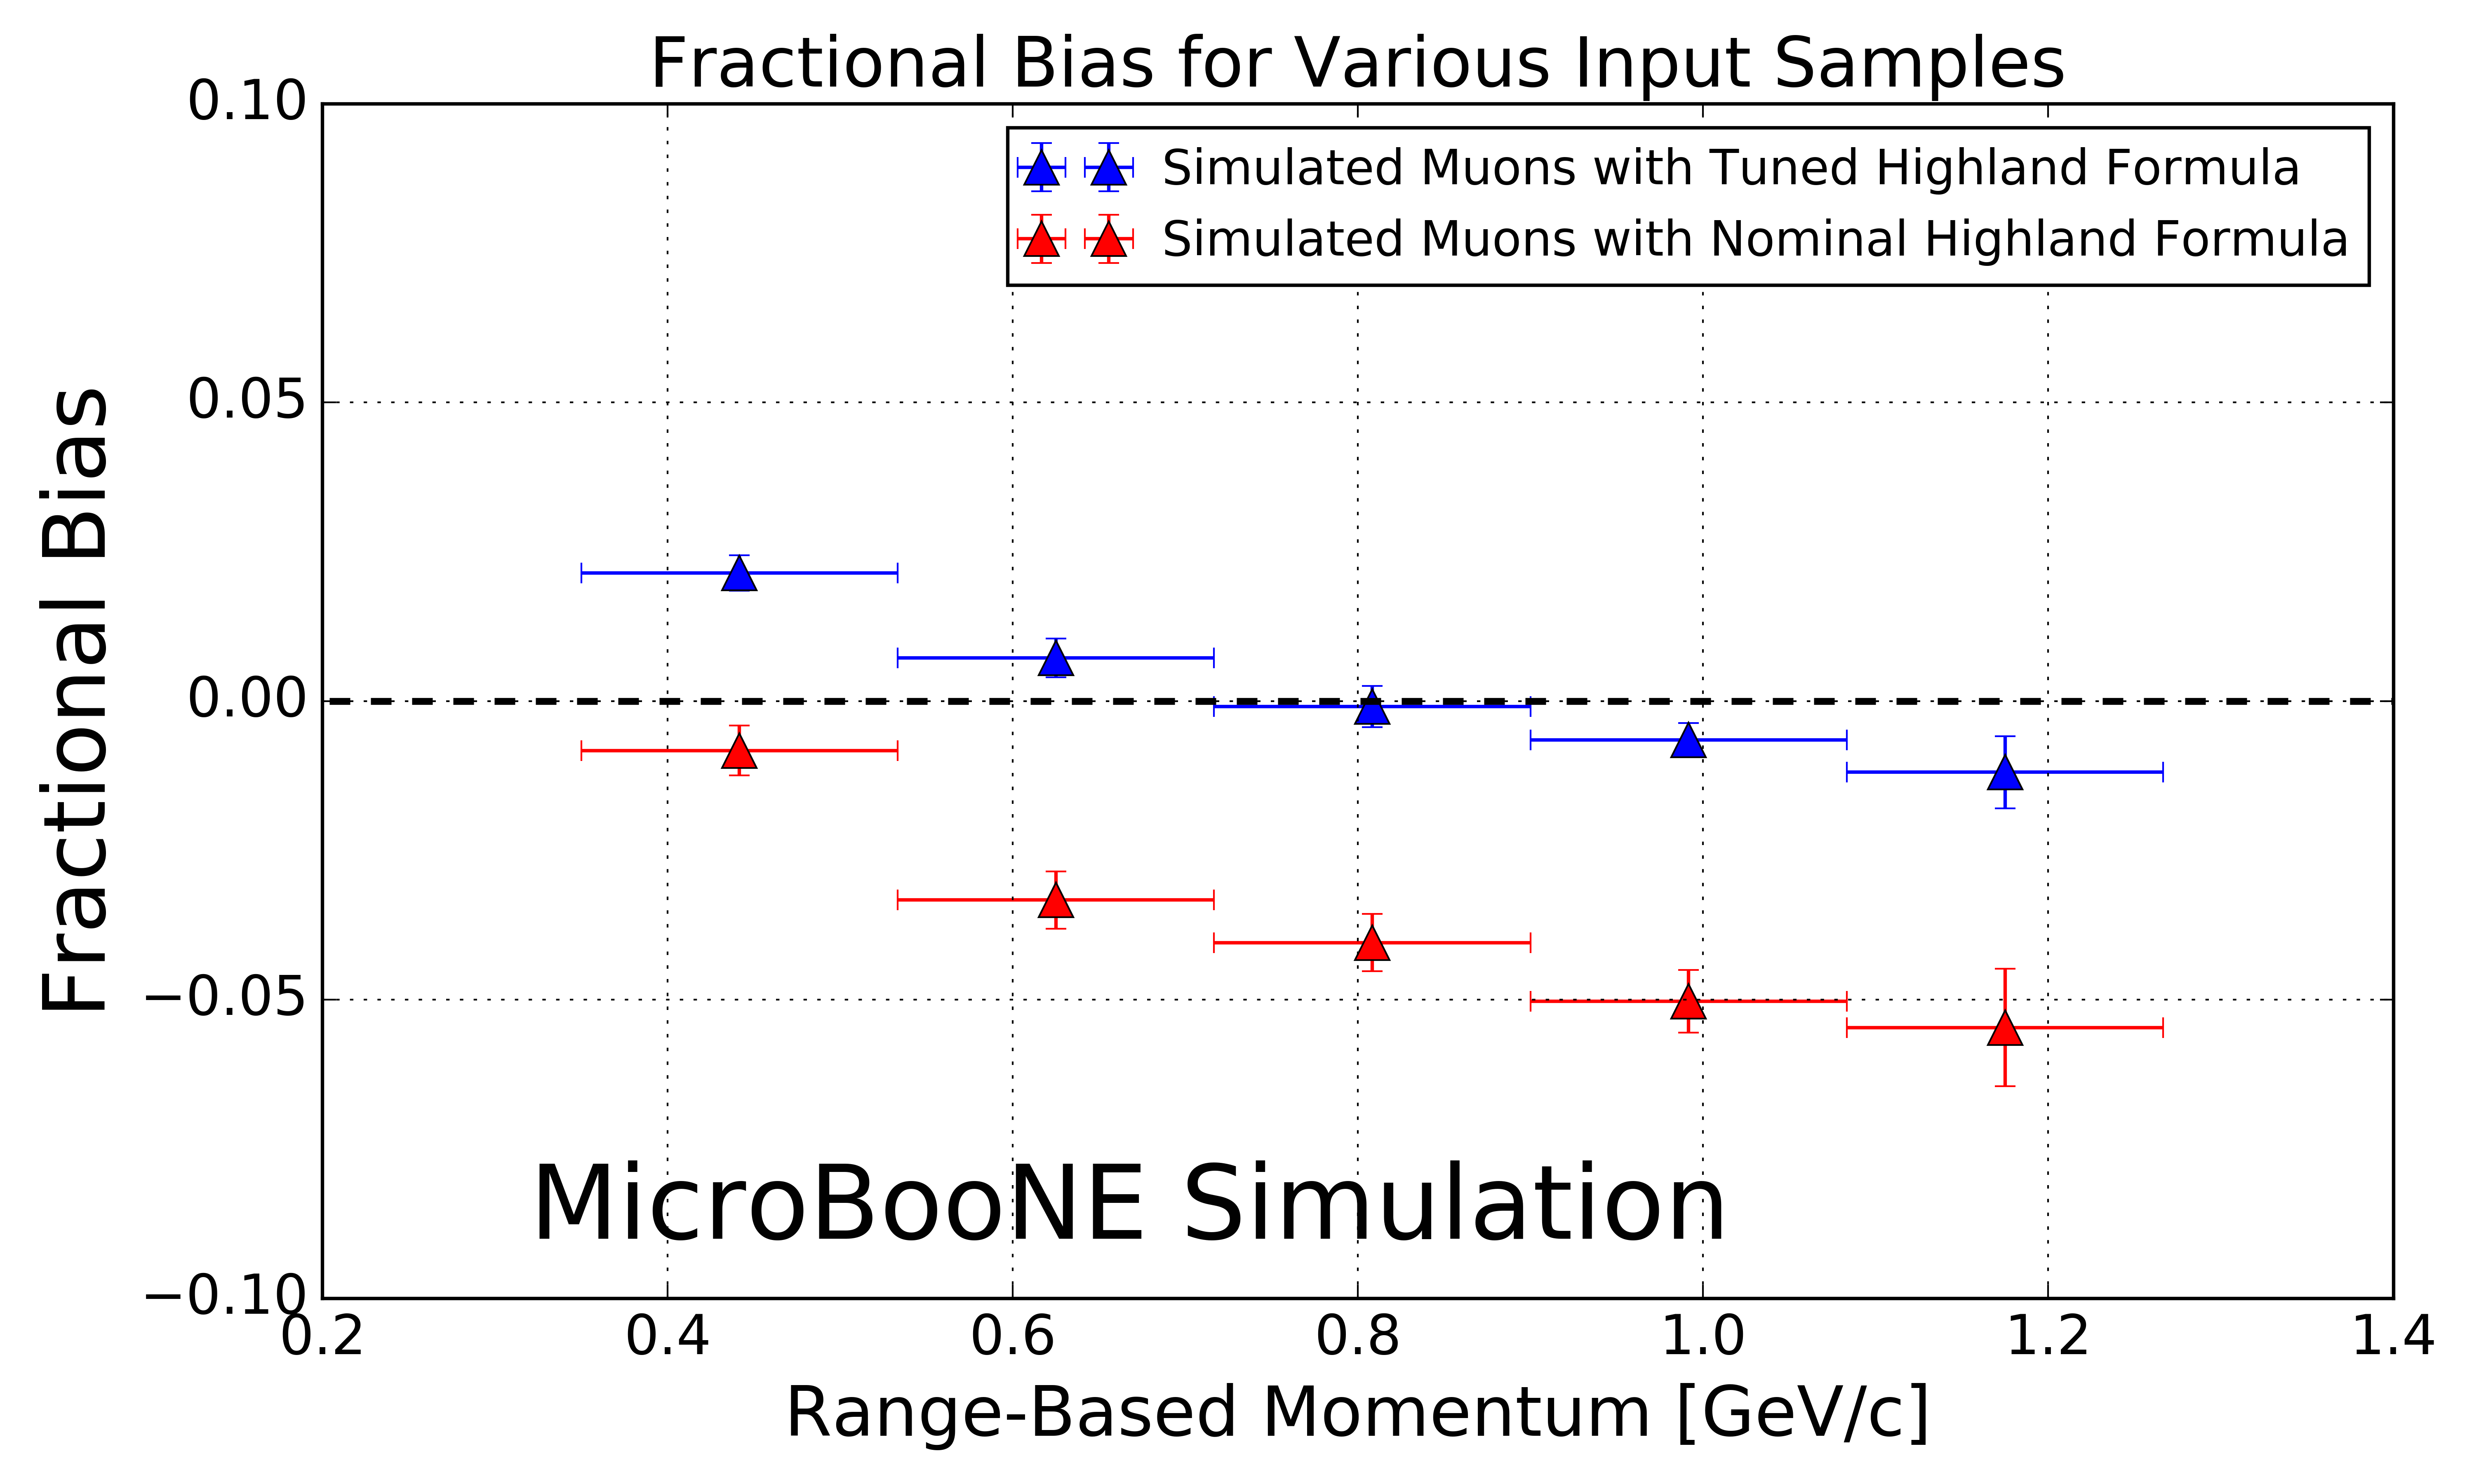 Fractional Bias for Various Input Samples
Simulated Muons with Tuned Highland Formula
Simulated Muons with Nominal Highland Formula
Fractional Bias
0.10
0.05
0.00
−0.05
−0.10
MicroBooNE Simulation
0.2 0.4 0.6 0.8 1.0 1.2 1.4
Range-Based Momentum [GeV/c]